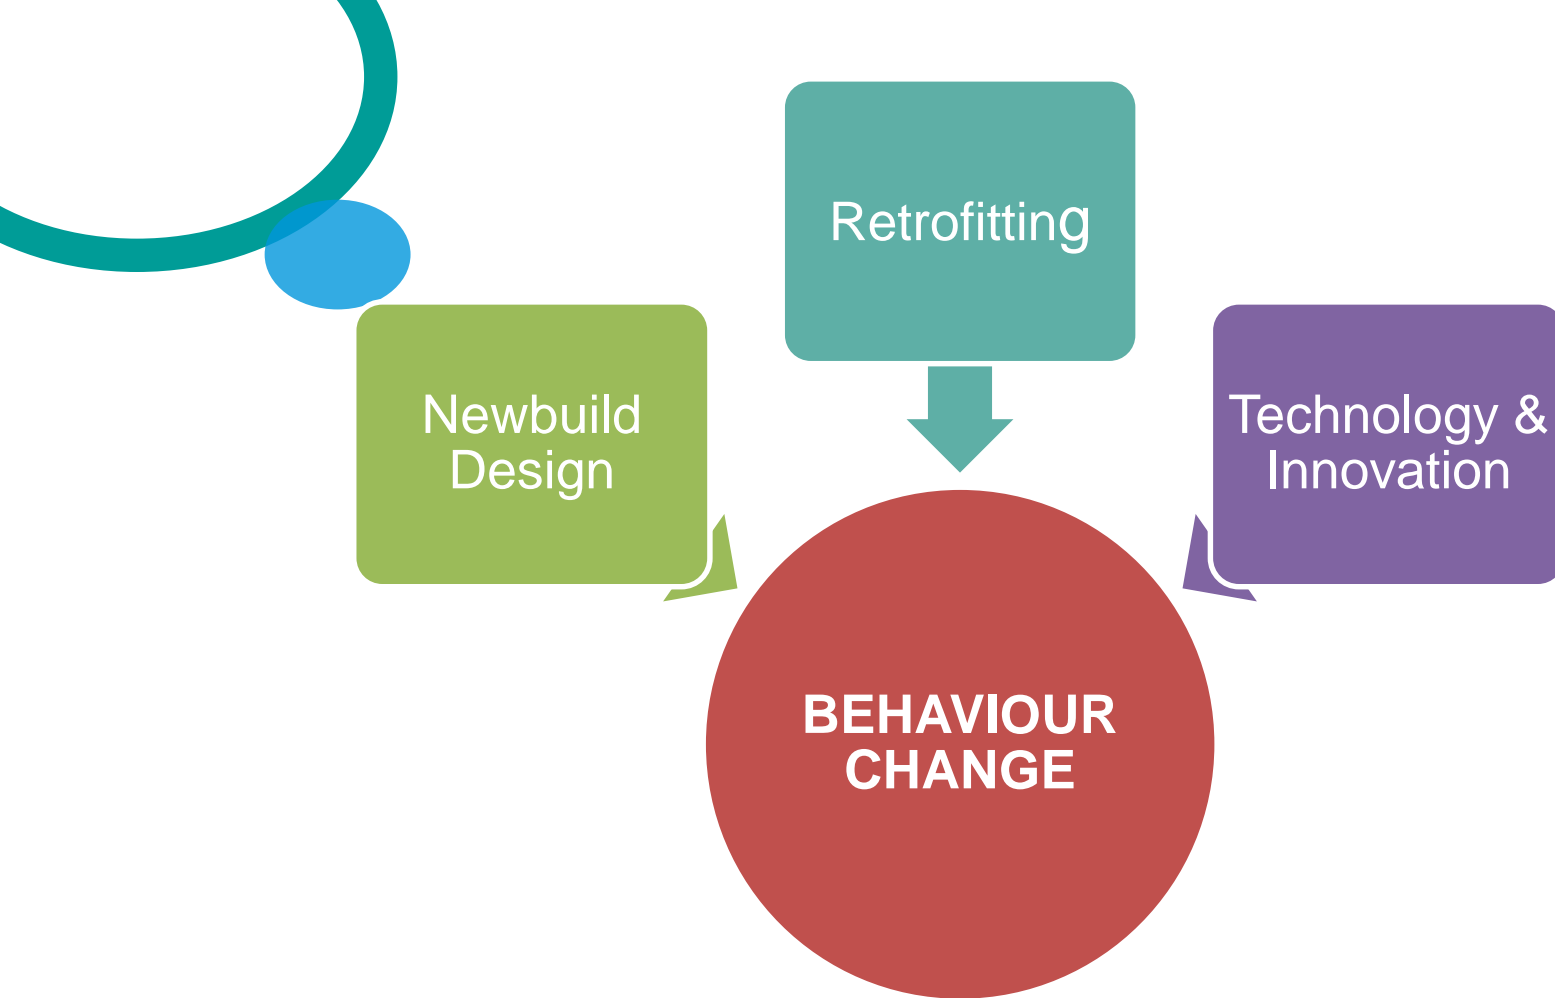 Retrofitting
Newbuild
Design
Technology &
Innovation
BEHAVIOUR
CHANGE